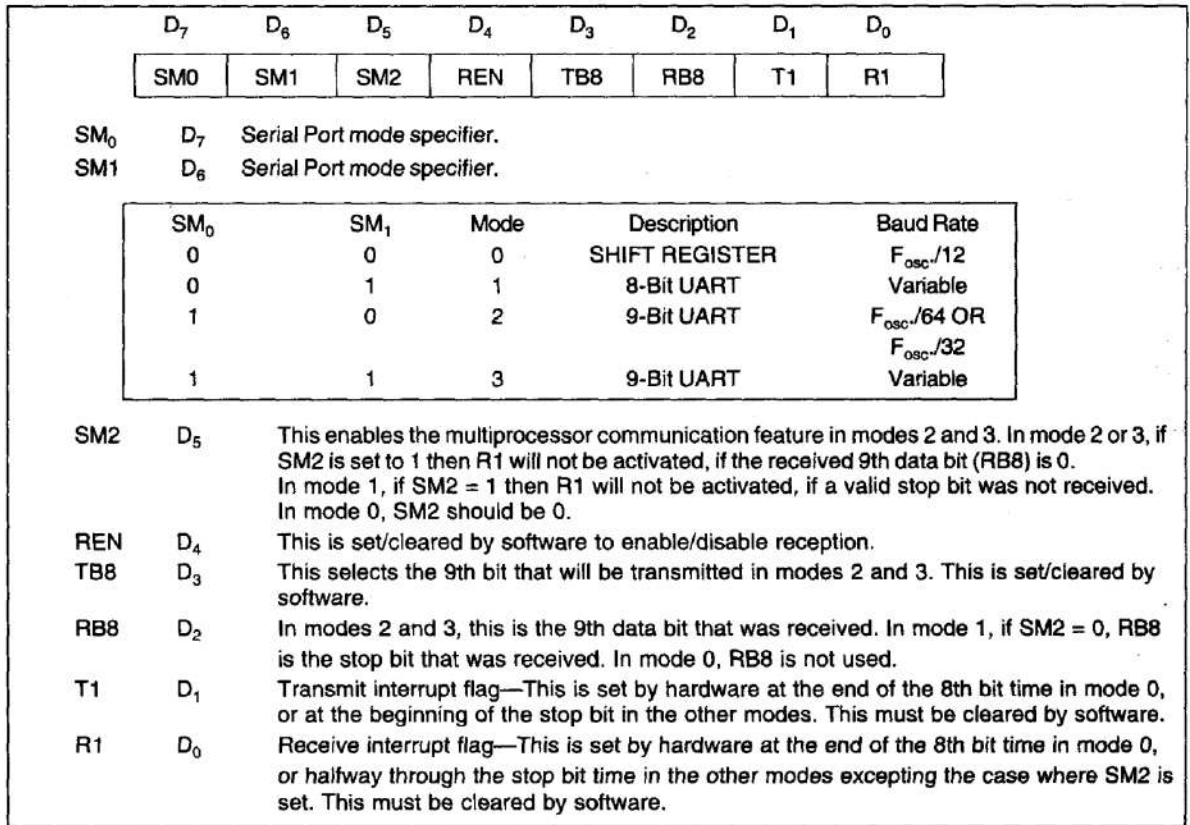 D₇ D₆ D₅ D₄ D₃ D₂ D₁ D₀
SM0 SM1 SM2 REN TB8 RB8 T1 R1
SM₀ D₇ Serial Port mode specifier.
SM1 D₆ Serial Port mode specifier.
SM₀ SM₁ Mode Description Baud Rate
0 0 0 SHIFT REGISTER Fₒₛc./12
0 1 1 8-Bit UART Variable
1 0 2 9-Bit UART Fₒₛc./64 OR
Fₒₛc./32
1 1 3 9-Bit UART Variable
SM2 D₅ This enables the multiprocessor communication feature in modes 2 and 3. In mode 2 or 3, if
SM2 is set to 1 then R1 will not be activated, if the received 9th data bit (RB8) is 0.
In mode 1, if SM2 = 1 then R1 will not be activated, if a valid stop bit was not received.
In mode 0, SM2 should be 0.
REN D₄ This is set/cleared by software to enable/disable reception.
TB8 D₃ This selects the 9th bit that will be transmitted in modes 2 and 3. This is set/cleared by
software.
RB8 D₂ In modes 2 and 3, this is the 9th data bit that was received. In mode 1, if SM2 = 0, RB8
is the stop bit that was received. In mode 0, RB8 is not used.
T1 D₁ Transmit interrupt flag—This is set by hardware at the end of the 8th bit time in mode 0,
or at the beginning of the stop bit in the other modes. This must be cleared by software.
R1 D₀ Receive interrupt flag—This is set by hardware at the end of the 8th bit time in mode 0,
or halfway through the stop bit time in the other modes excepting the case where SM2 is
set. This must be cleared by software.